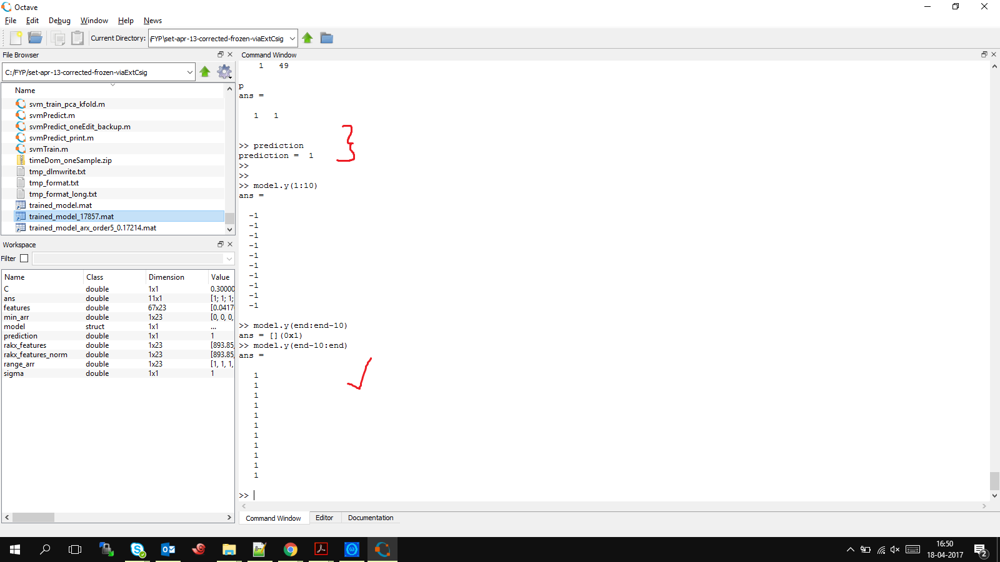 Octave
File Edit Debug Window Help News
Current Directory: \FYP\set-apr-13-corrected-frozen-viaExtCsig
File Browser
C:/FYP/set-apr-13-corrected-frozen-viaExtCsig
Name
svm_train_pca_kfold.m
svmPredict.m
svmPredict_oneEdit_backup.m
svmPredict_print.m
svmTrain.m
timeDom_oneSample.zip
tmp_dlmwrite.txt
tmp_format.txt
tmp_format_long.txt
trained_model.mat
trained_model_17857.mat
trained_model_arx_order5_0.17214.mat
Workspace
Filter
Name Class Dimension Value
C double 1x1 0.30000
ans double 11x1 [1; 1; 1;
features double 67x23 [0.0417
min_arr double 1x23 [0, 0, 0,
model struct 1x1 ...
prediction double 1x1 1
rakx_features double 1x23 [893.85,
rakx_features_norm double 1x23 [893.85,
range_arr double 1x23 [1, 1, 1,
sigma double 1x1 1
Command Window
1 49
p
ans =
1 1
>> prediction
prediction = 1
>>
>>
>> model.y(1:10)
ans =
-1
-1
-1
-1
-1
-1
-1
-1
-1
-1
>> model.y(end:end-10)
ans = [](0x1)
>> model.y(end-10:end)
ans =
1
1
1
1
1
1
1
1
1
1
1
>>
Command Window Editor Documentation
16:50
18-04-2017
2